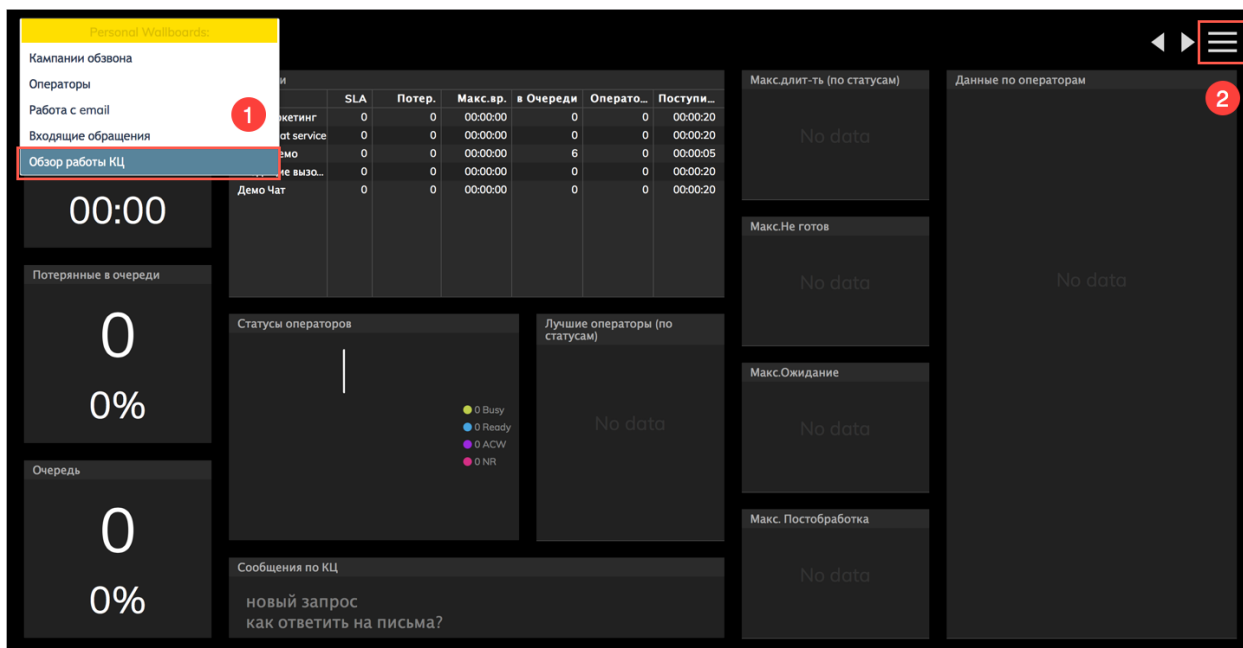 Personal Wallboards:
Кампании обзвона
Операторы
Работа с email
Входящие обращения
Обзор работы КЦ
1
2
00:00
Потерянные в очереди
0
0%
Очередь
0
0%
SLA Потер. Макс.вр. в Очереди Операто... Поступи...
0 0 00:00:00 0 0 00:00:20
at service 0 0 00:00:00 0 0 00:00:20
0 0 00:00:00 6 0 00:00:05
вызо... 0 0 00:00:00 0 0 00:00:20
Демо Чат 0 0 00:00:00 0 0 00:00:20
Статусы операторов
0 Busy
0 Ready
0 ACW
0 NR
Лучшие операторы (по
статусам)
No data
Сообщения по КЦ
новый запрос
как ответить на письма?
Макс.длит-ть (по статусам)
No data
Макс.Не готов
No data
Макс.Ожидание
No data
Макс. Постобработка
No data
Данные по операторам
No data